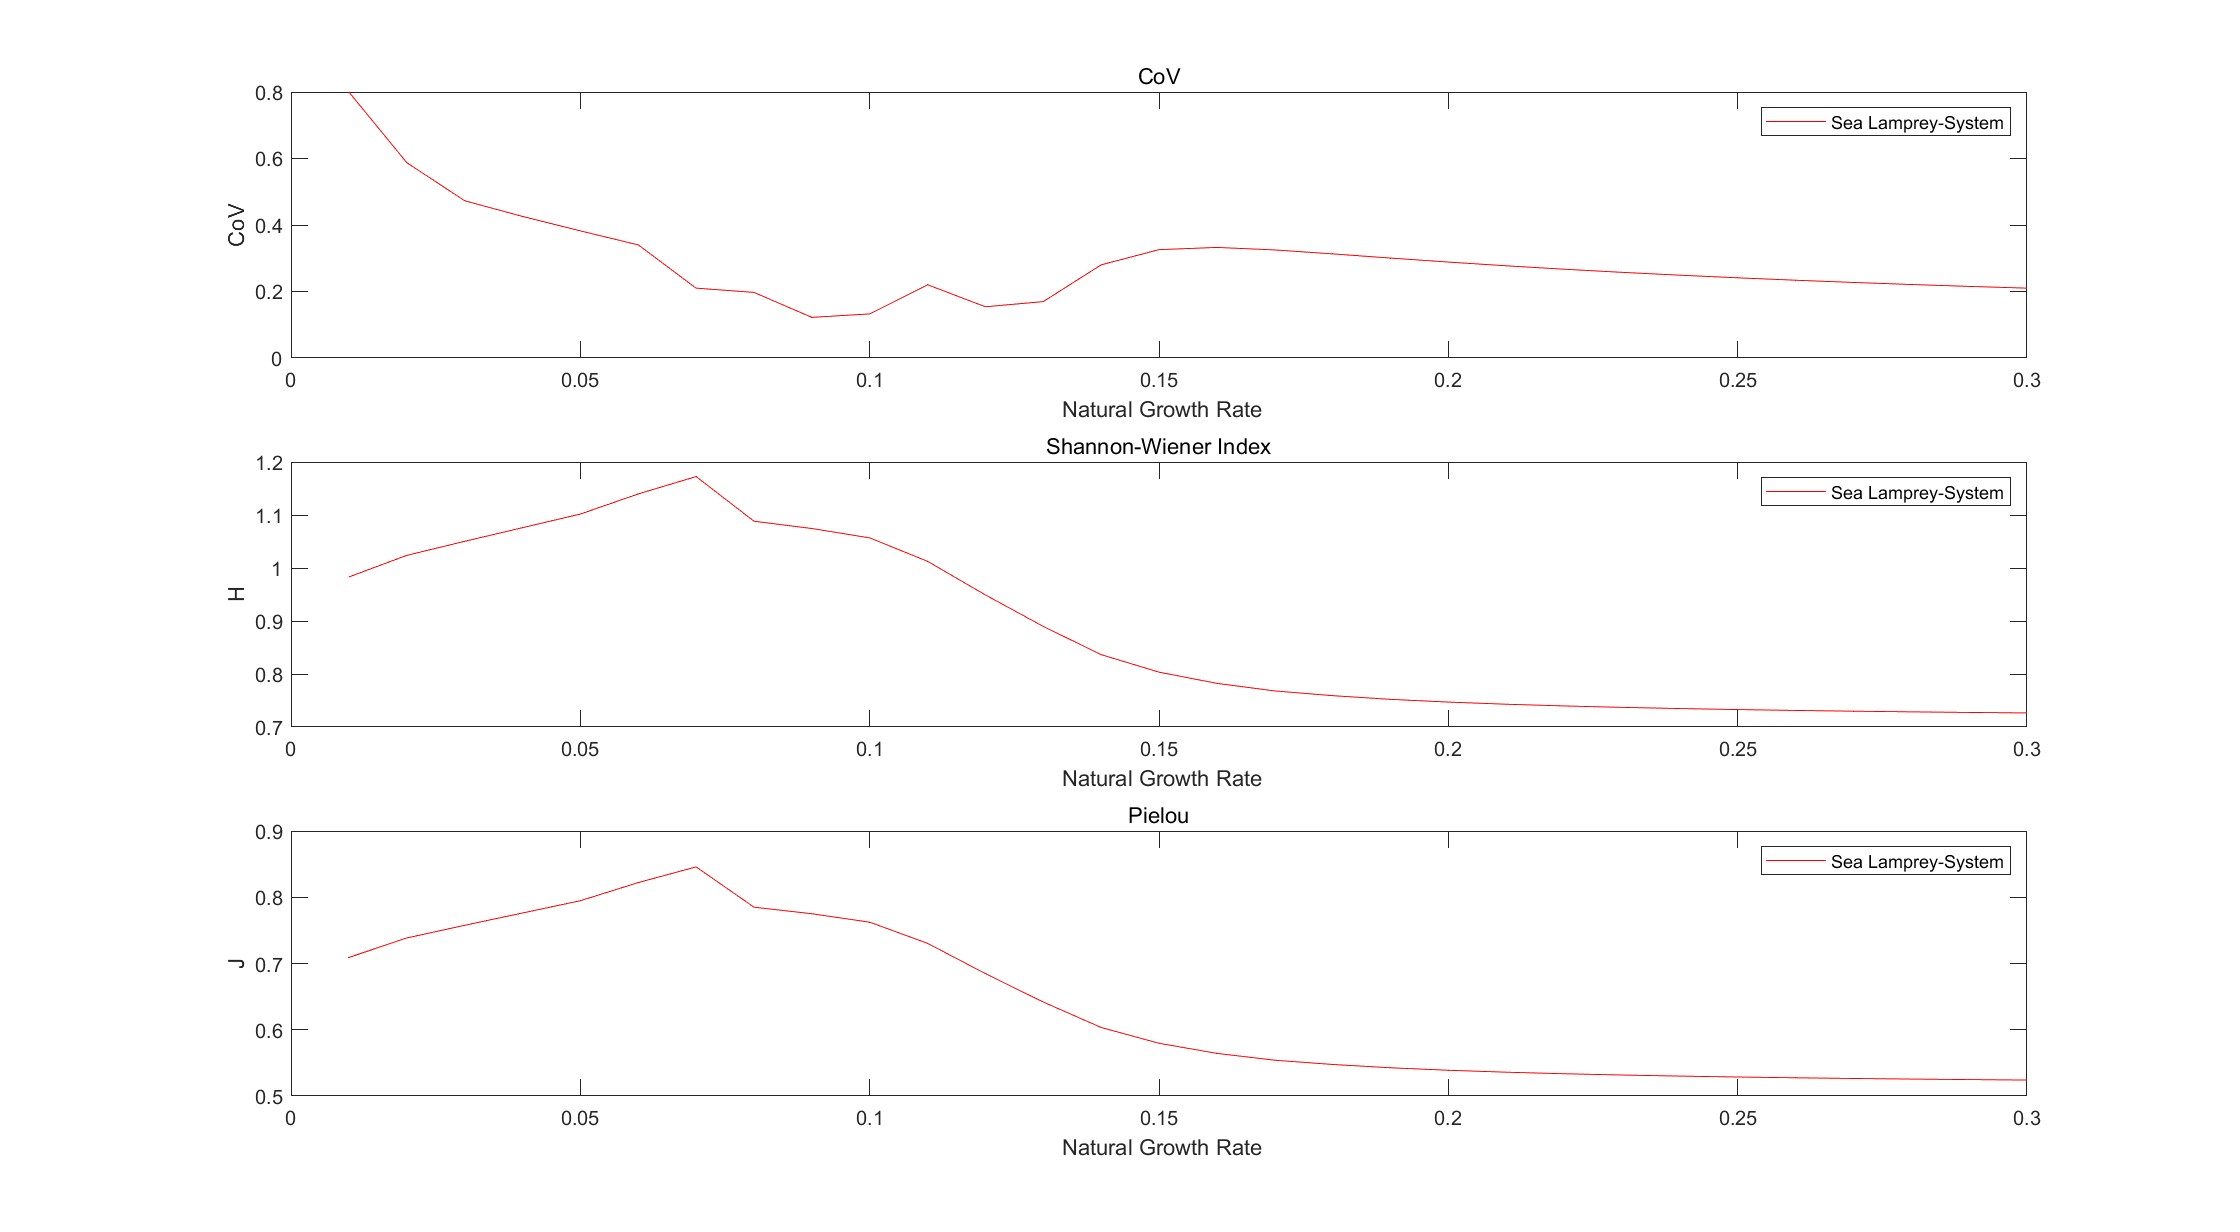 CoV
0.8
Sea Lamprey-System
0.6
0.4
CoV
0.2
0
0 0.05 0.1 0.15 0.2 0.25 0.3
Natural Growth Rate
Shannon-Wiener Index
1.2
Sea Lamprey-System
1.1
1
H
0.9
0.8
0.7
0 0.05 0.1 0.15 0.2 0.25 0.3
Natural Growth Rate
Pielou
0.9
Sea Lamprey-System
0.8
J
0.7
0.6
0.5
0 0.05 0.1 0.15 0.2 0.25 0.3
Natural Growth Rate